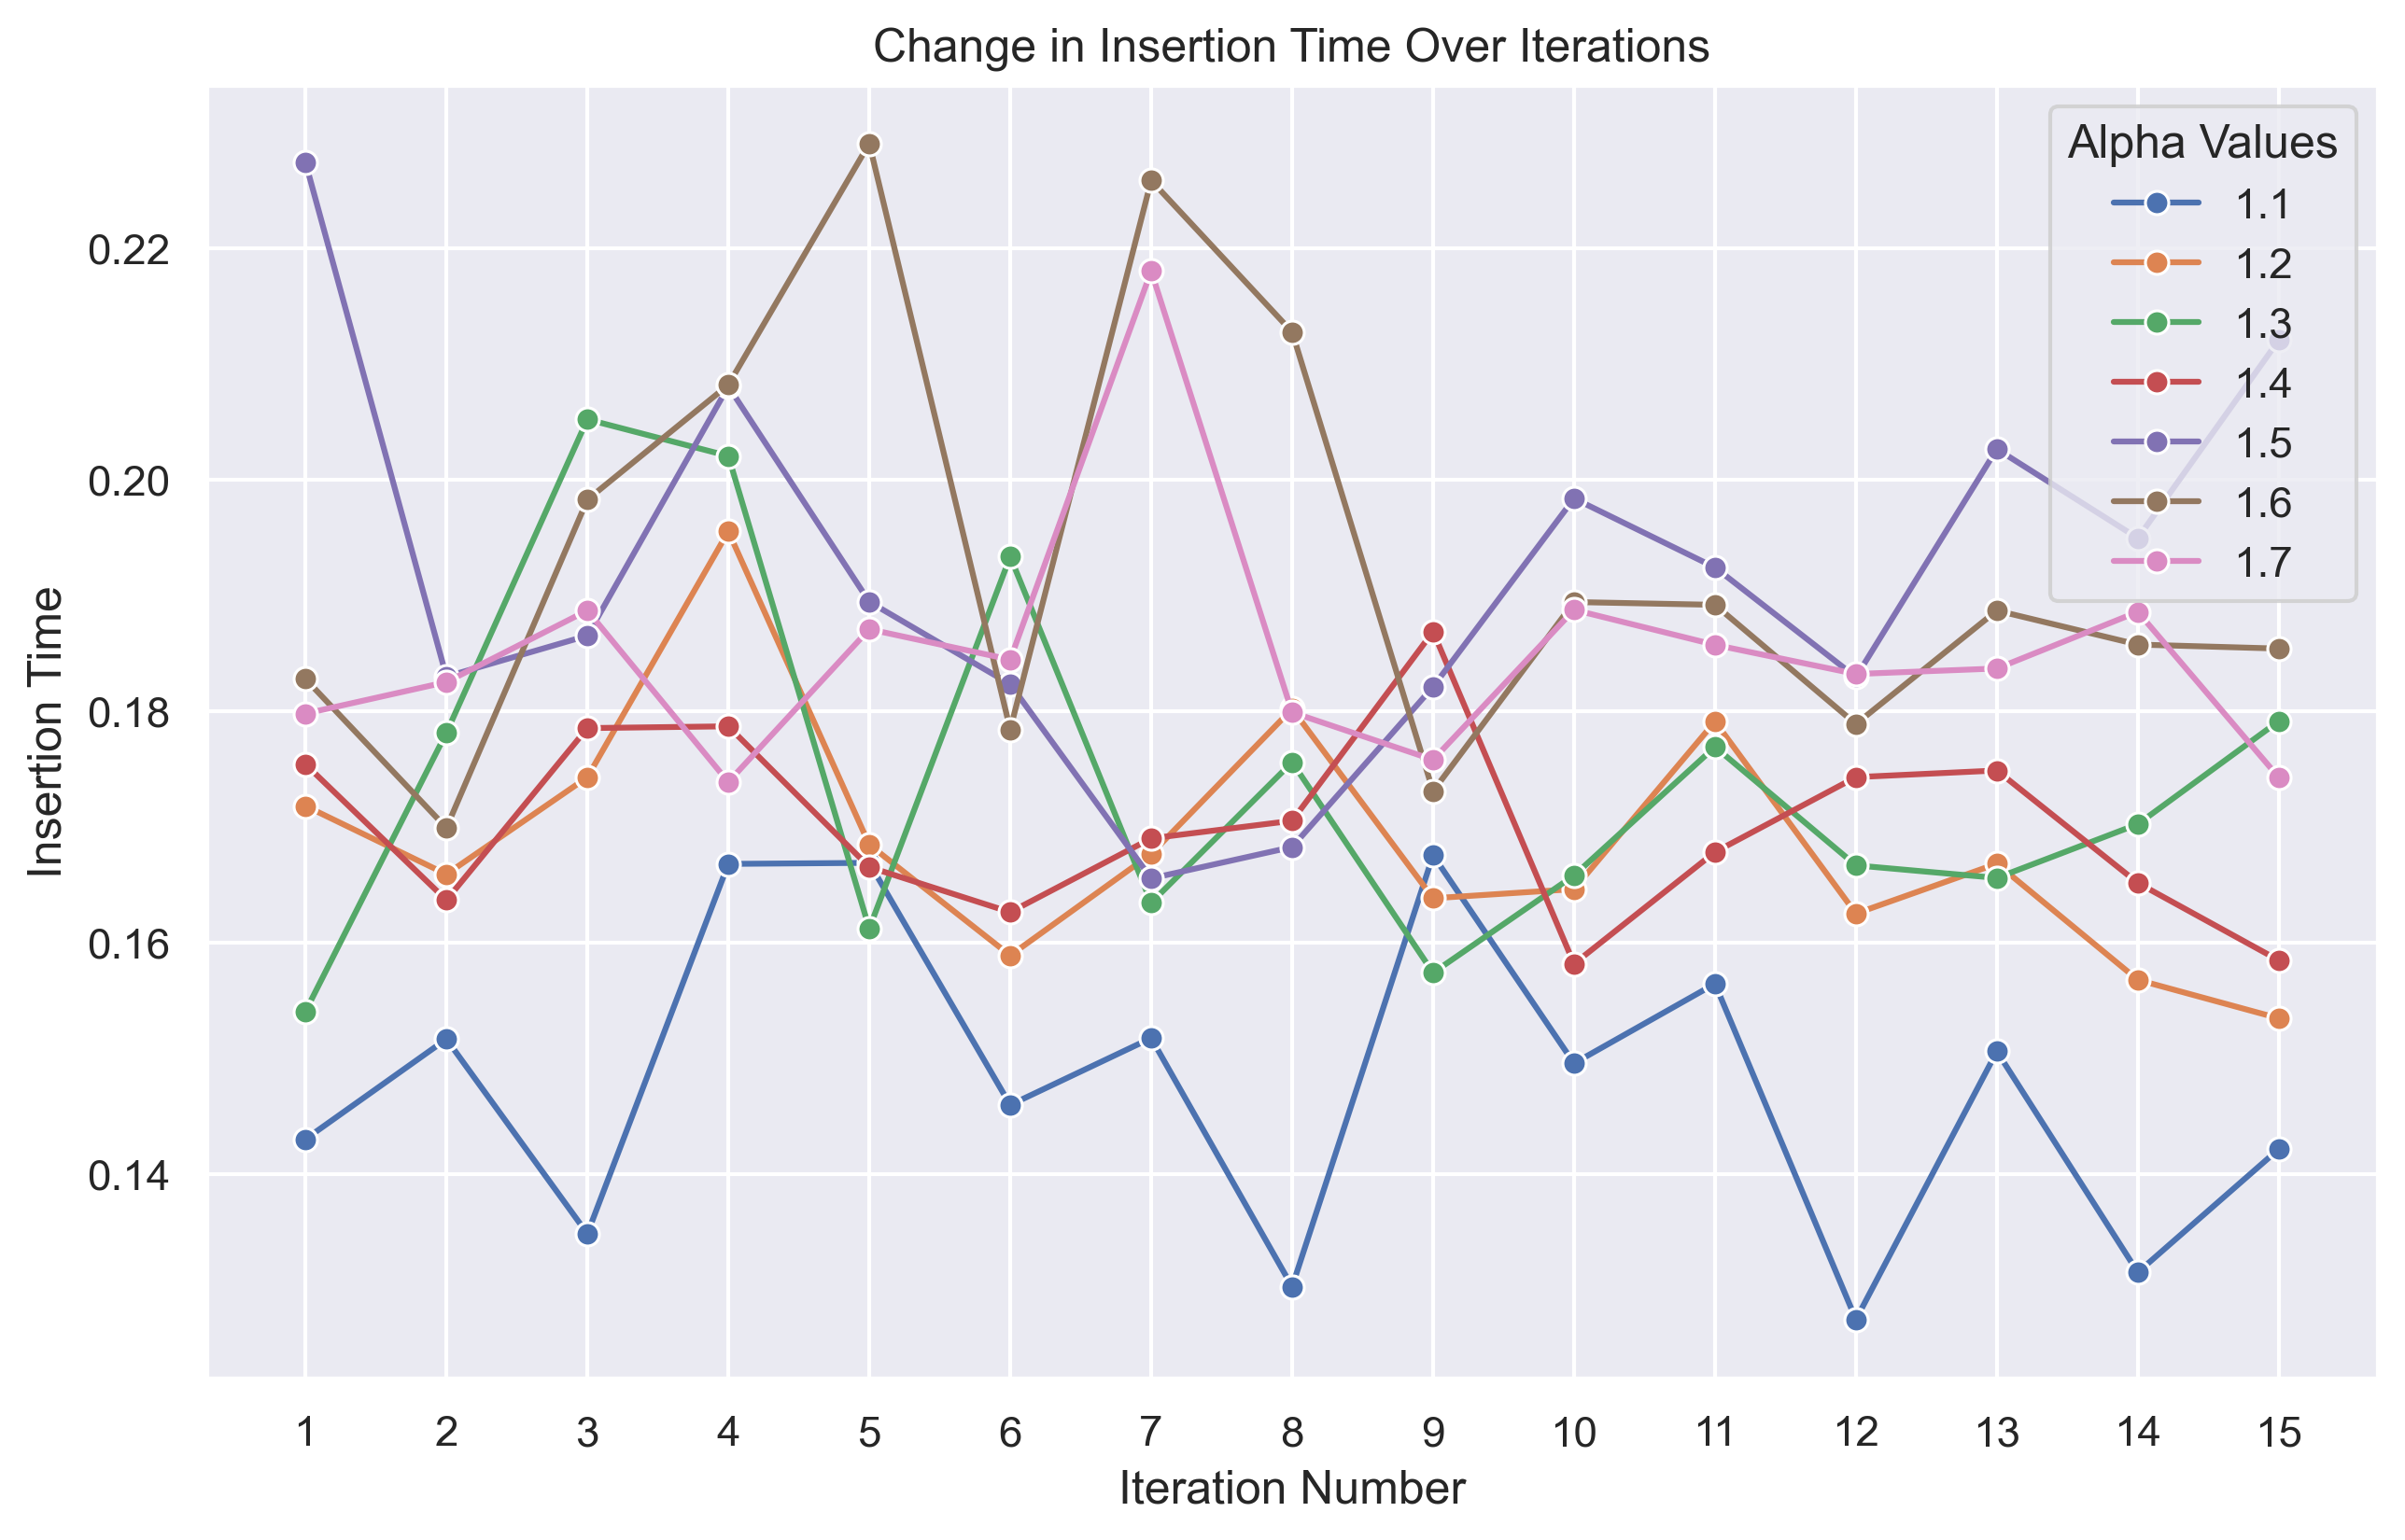 Change in Insertion Time Over Iterations
Alpha Values
1.1
1.2
1.3
1.4
1.5
1.6
1.7
Insertion Time
0.22
0.20
0.18
0.16
0.14
1 2 3 4 5 6 7 8 9 10 11 12 13 14 15
Iteration Number